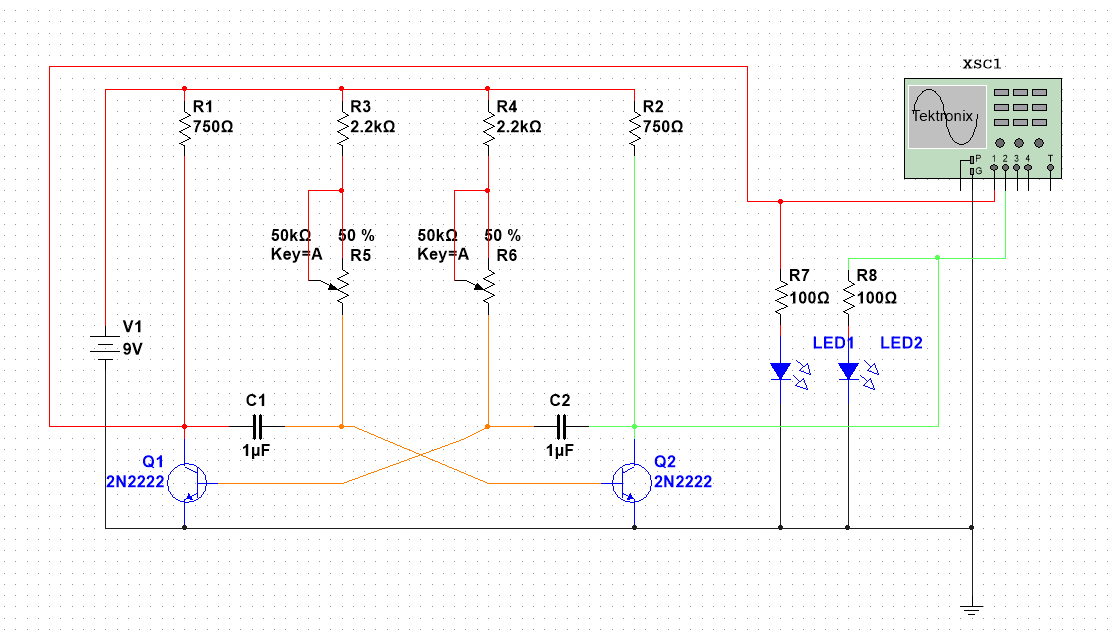 XSC1
Tektronix
P 1 2 3 4 T
G
R1
750Ω
R3
2.2kΩ
R4
2.2kΩ
R2
750Ω
50kΩ 50 %
Key=A R5
50kΩ 50 %
Key=A R6
R7
100Ω
R8
100Ω
V1
9V
LED1
LED2
C1
1µF
C2
1µF
Q1
2N2222
Q2
2N2222